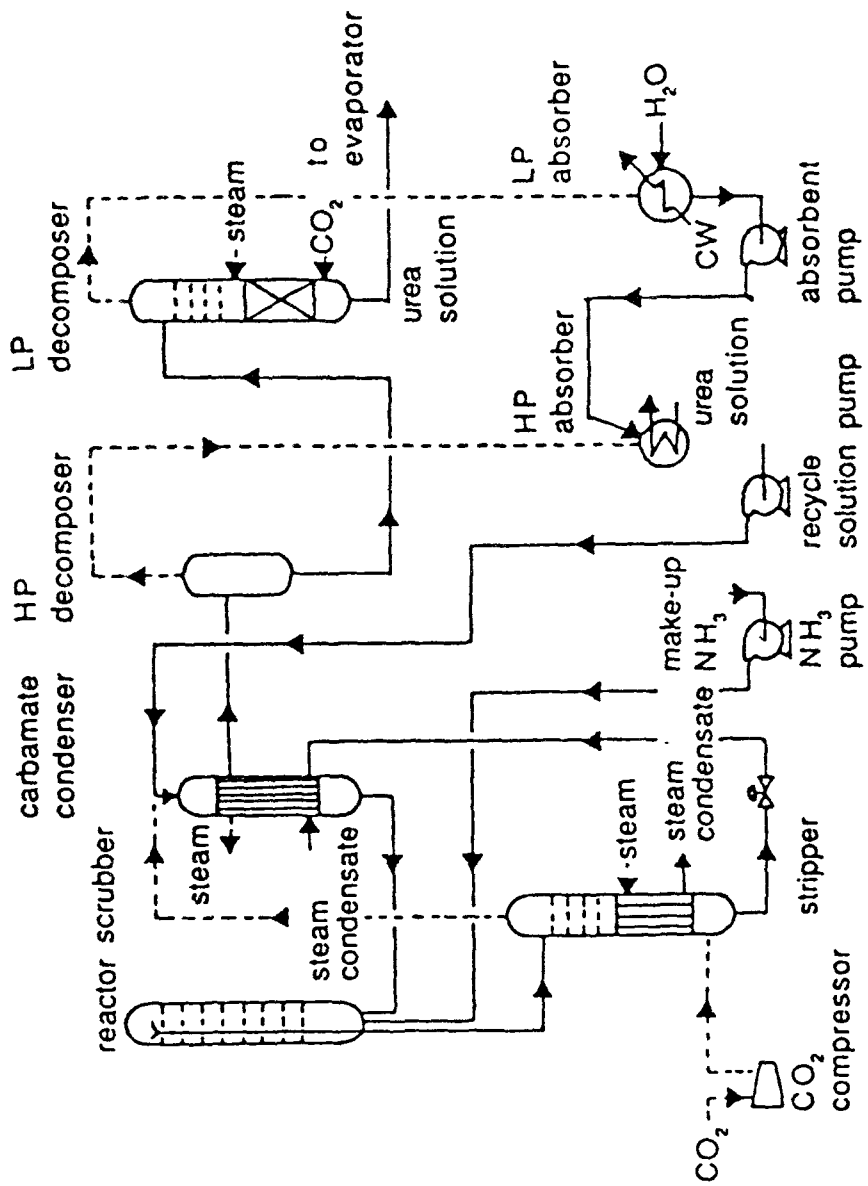 reactor scrubber
carbamate
condenser
HP
decomposer
LP
decomposer
steam
steam
condensate
steam
CO₂
urea
solution
to
evaporator
HP
absorber
LP
absorber
steam
steam
condensate
stripper
make-up
NH₃
NH₃
pump
recycle
solution pump
urea
solution
CW
H₂O
absorbent
pump
CO₂
CO₂
compressor